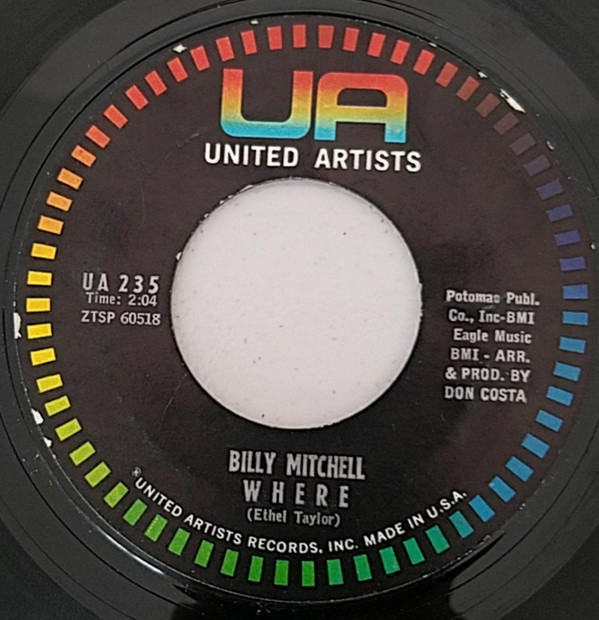 UA
UNITED ARTISTS
UA 235
Time: 2:04
ZTSP 60518
Potomac Publ.
Co., Inc-BMI
Eagle Music
BMI - ARR.
& PROD. BY
DON COSTA
BILLY MITCHELL
WHERE
(Ethel Taylor)
®UNITED ARTISTS RECORDS, INC. MADE IN U.S.A.